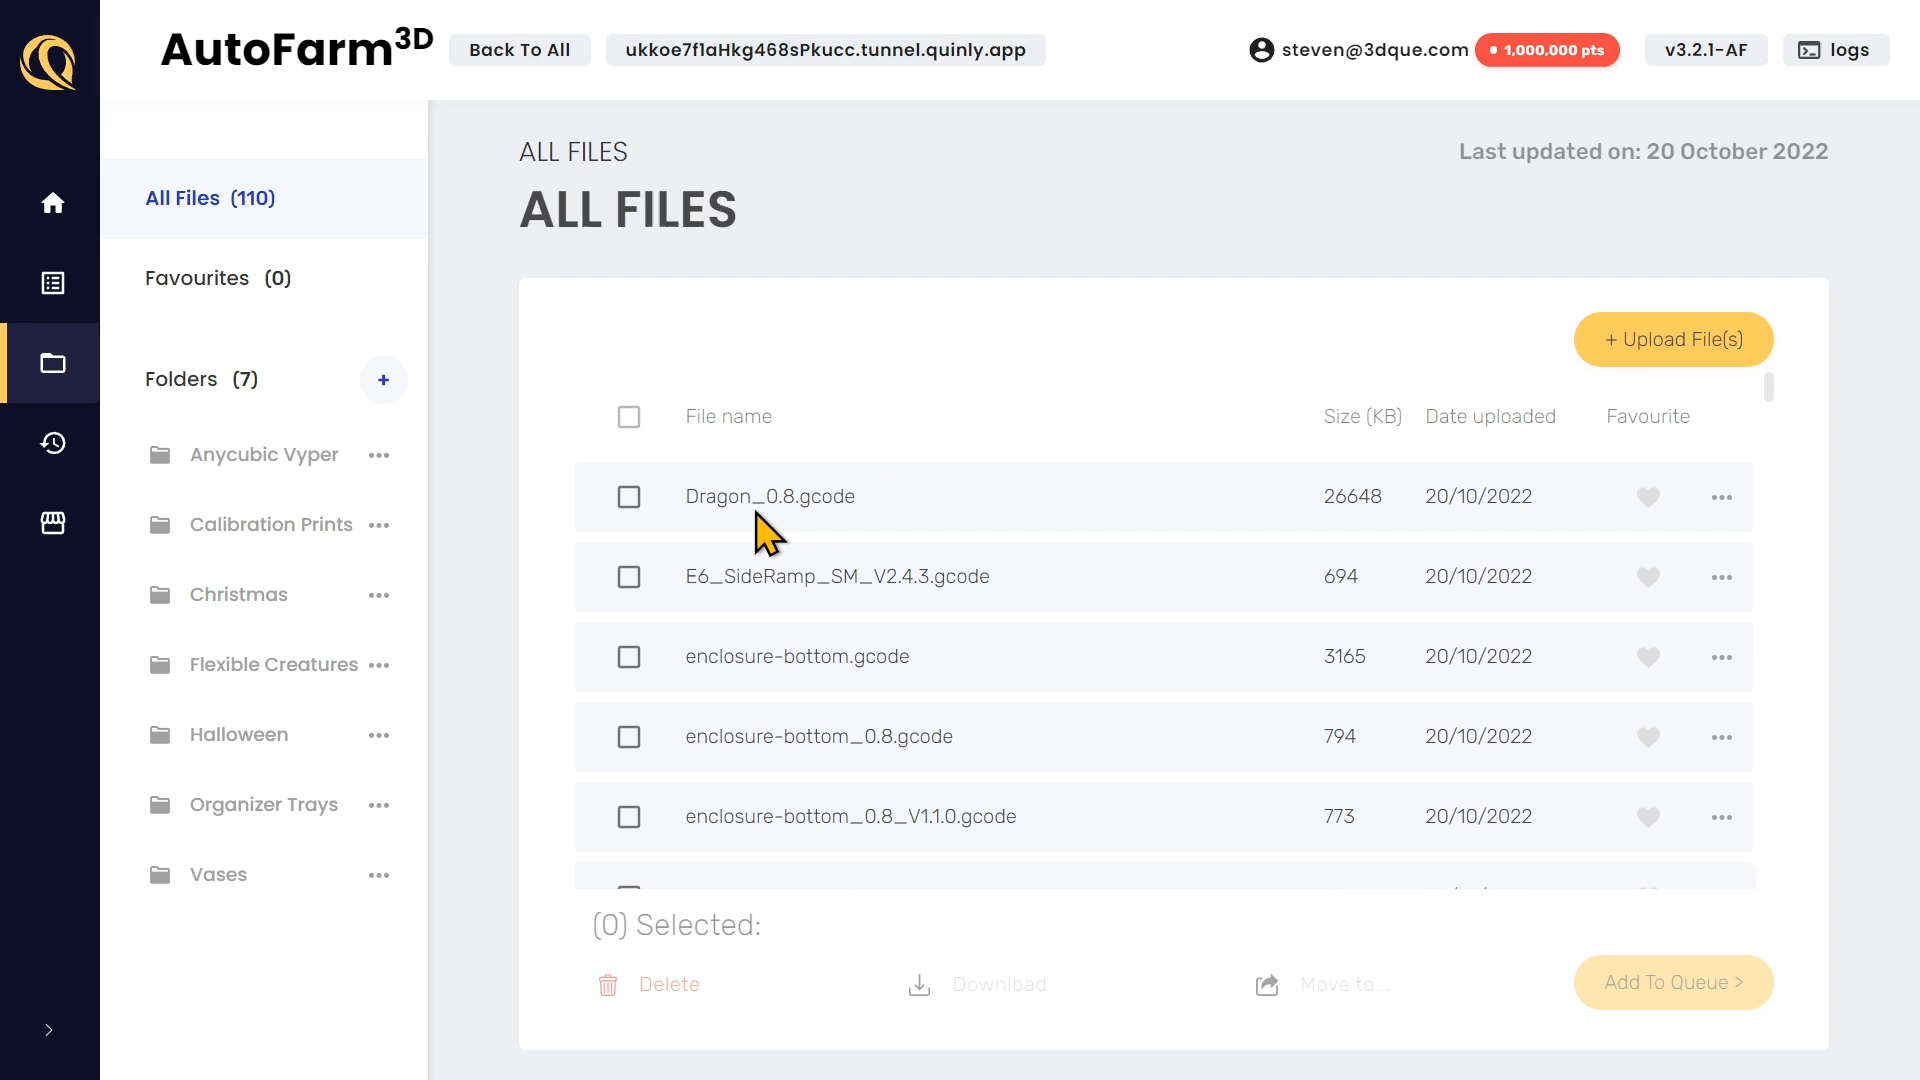 AutoFarm3D
Back To All
ukkoe7f1aHkg468sPkucc.tunnel.quinly.app
steven@3dque.com
1,000,000 pts
v3.2.1-AF
logs
All Files (110)
Favourites (0)
Folders (7)
+
Anycubic Vyper
Calibration Prints
Christmas
Flexible Creatures
Halloween
Organizer Trays
Vases
ALL FILES
Last updated on: 20 October 2022
ALL FILES
+ Upload File(s)
File name Size (KB) Date uploaded Favourite
Dragon_0.8.gcode 26648 20/10/2022
E6_SideRamp_SM_V2.4.3.gcode 694 20/10/2022
enclosure-bottom.gcode 3165 20/10/2022
enclosure-bottom_0.8.gcode 794 20/10/2022
enclosure-bottom_0.8_V1.1.0.gcode 773 20/10/2022
(0) Selected:
Delete Download Move to... Add To Queue >